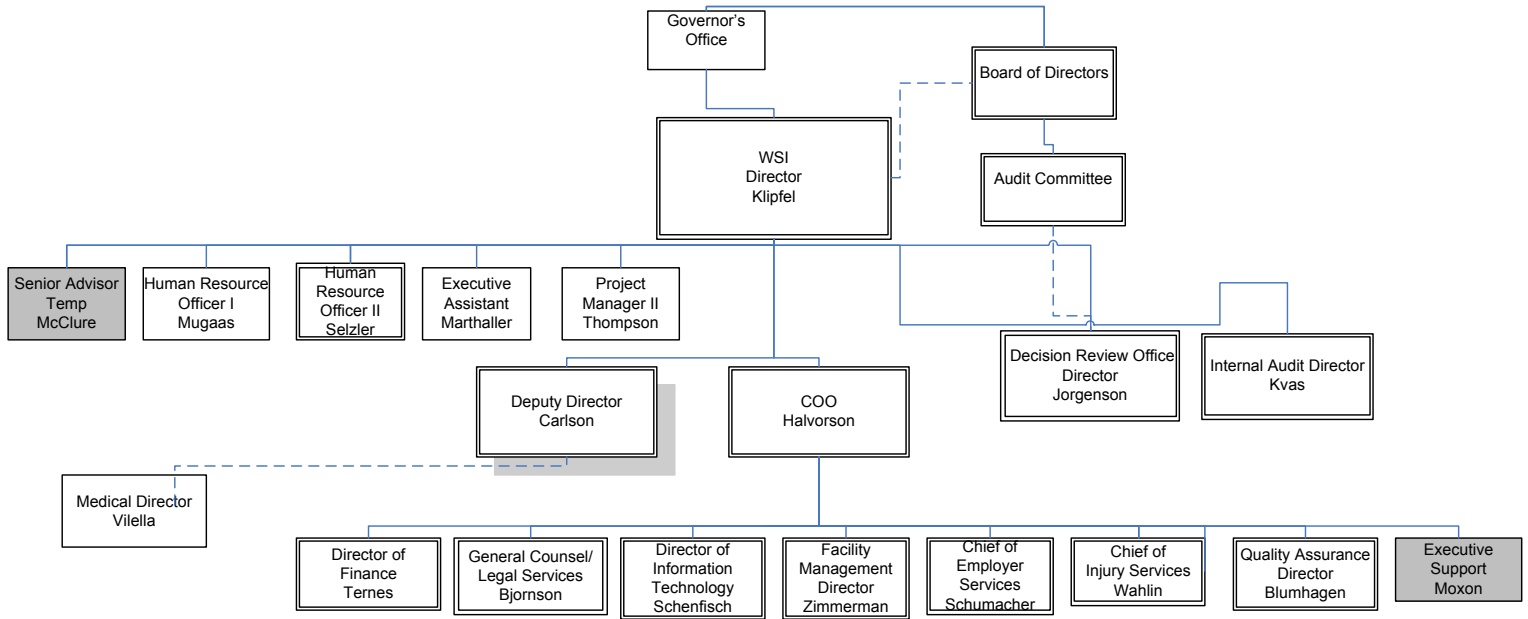 Governor's
Office
Board of Directors
WSI
Director
Klipfel
Audit Committee
Senior Advisor
Temp
McClure
Human Resource
Officer I
Mugaas
Human
Resource
Officer II
Selzler
Executive
Assistant
Marthaller
Project
Manager II
Thompson
Decision Review Office
Director
Jorgenson
Internal Audit Director
Kvas
Deputy Director
Carlson
COO
Halvorson
Medical Director
Vilella
Director of
Finance
Ternes
General Counsel/
Legal Services
Bjornson
Director of
Information
Technology
Schenfisch
Facility
Management
Director
Zimmerman
Chief of
Employer
Services
Schumacher
Chief of
Injury Services
Wahlin
Quality Assurance
Director
Blumhagen
Executive
Support
Moxon